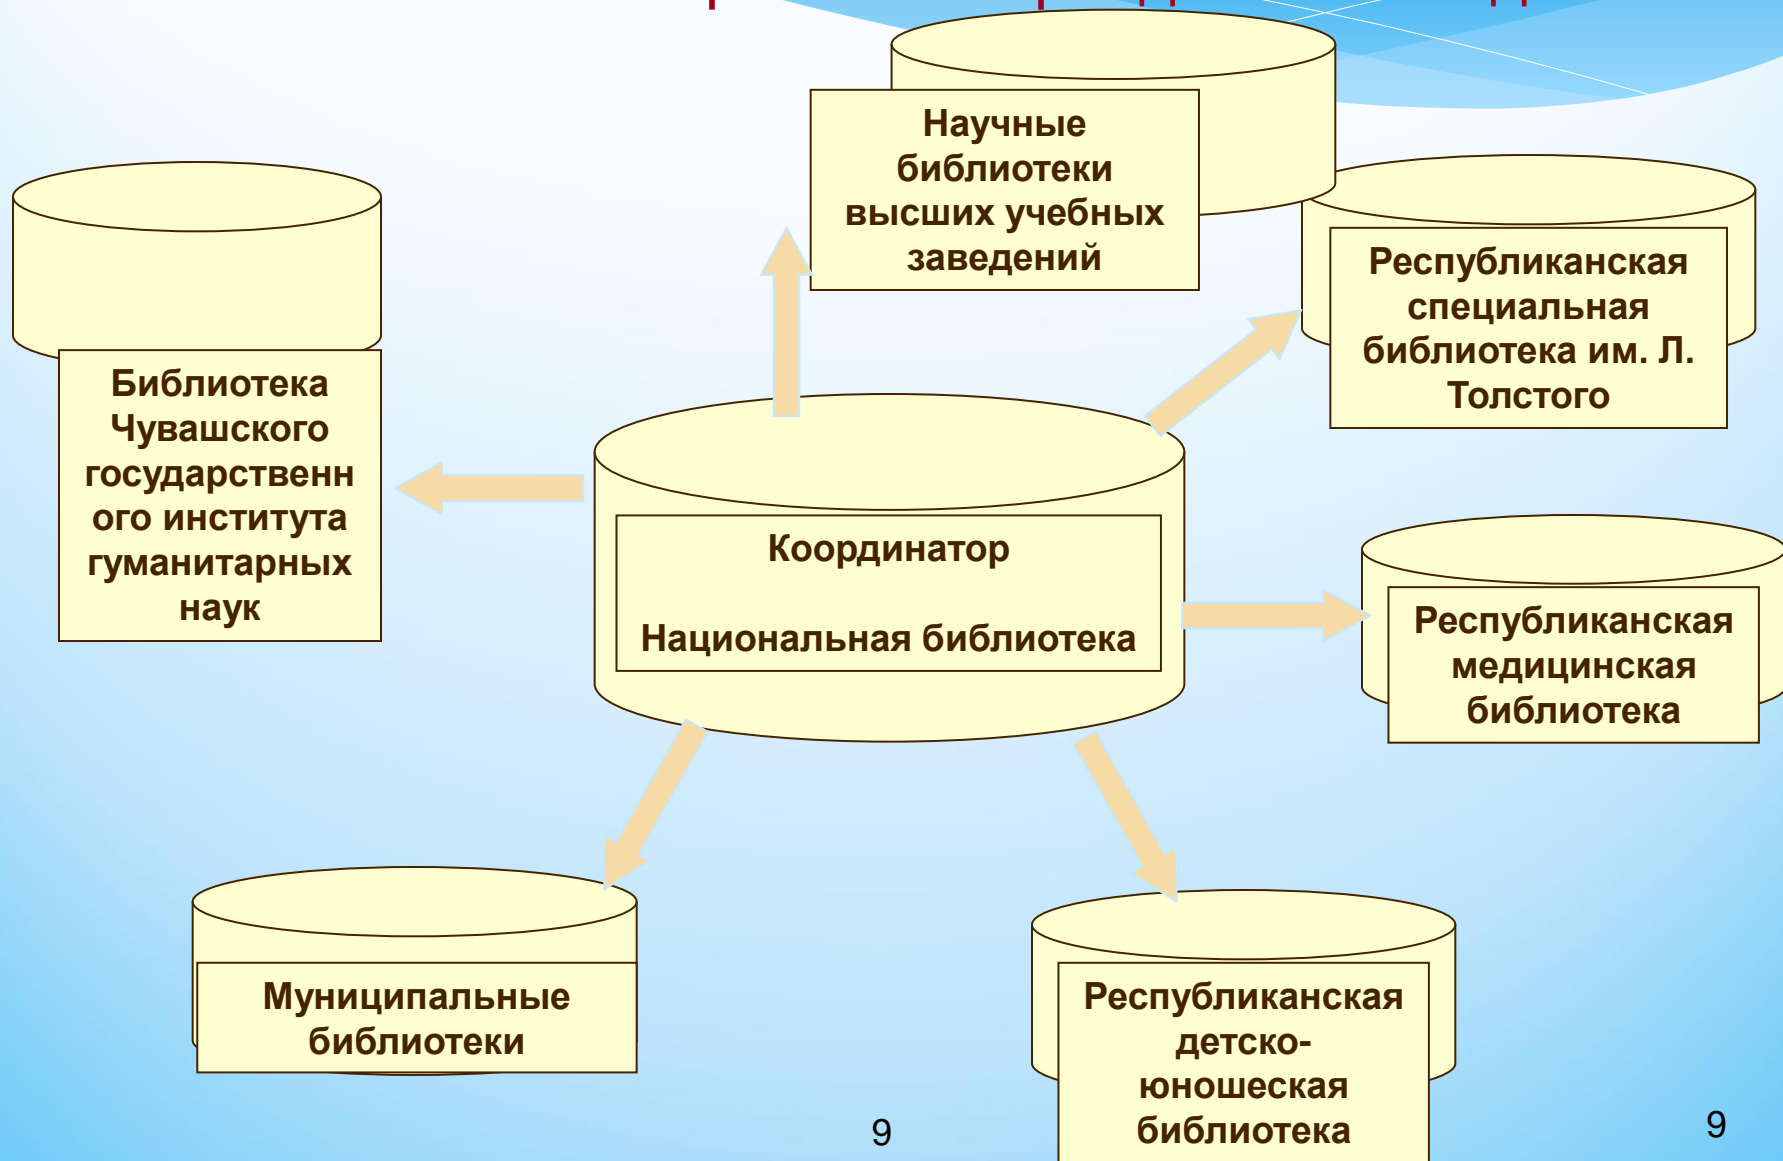 Научные
библиотеки
высших учебных
заведений
Республиканская
специальная
библиотека им. Л.
Толстого
Библиотека
Чувашского
государственн
ого института
гуманитарных
наук
Координатор
Национальная библиотека
Республиканская
медицинская
библиотека
Муниципальные
библиотеки
Республиканская
детско-
юношеская
библиотека
9
9